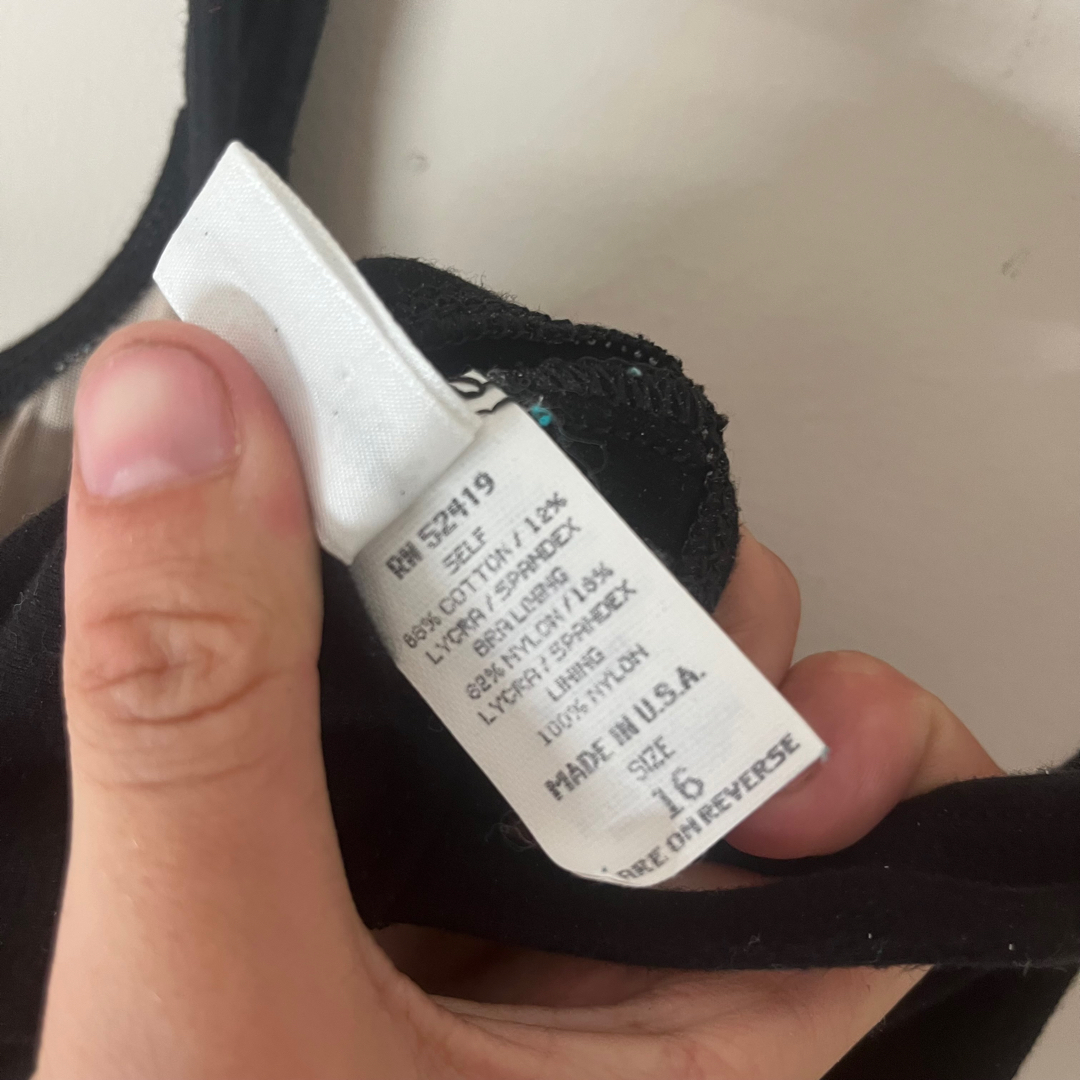 RN 52419
SELF
88% COTTON / 12%
LYCRA / SPANDEX
BRA LINING
82% NYLON / 18%
LYCRA / SPANDEX
LINING
100% NYLON
MADE IN U.S.A.
SIZE
16
CARE ON REVERSE